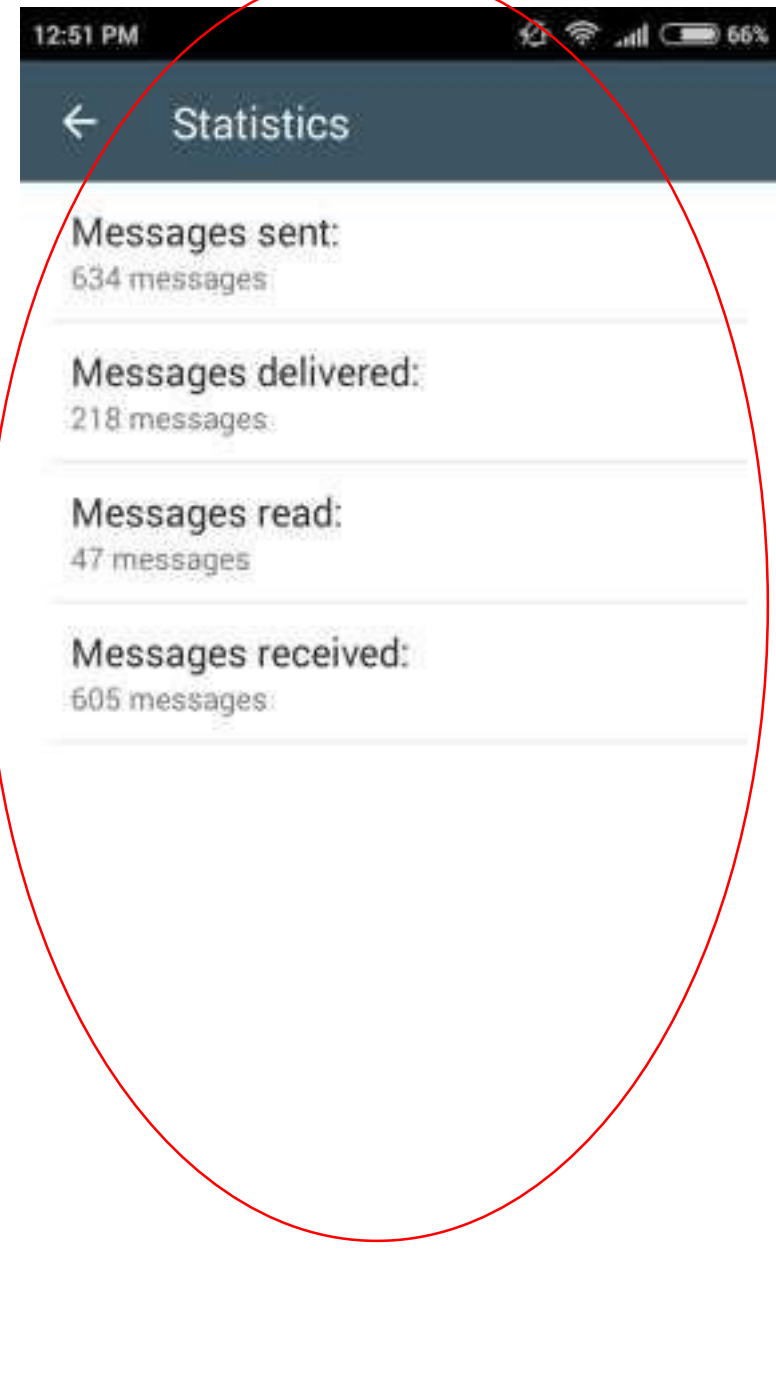 12:51 PM 66%
Statistics
Messages sent:
634 messages
Messages delivered:
218 messages
Messages read:
47 messages
Messages received:
605 messages